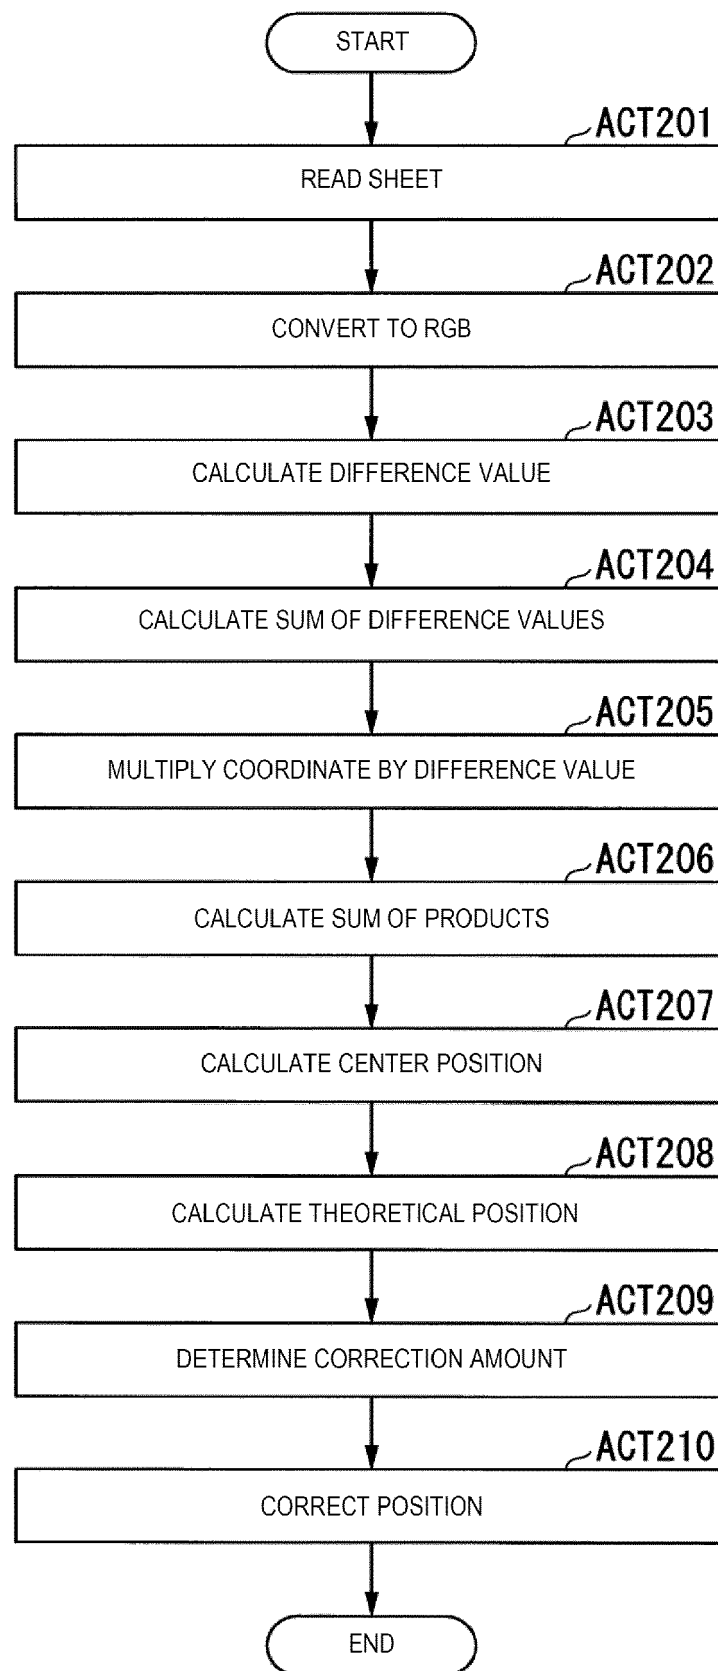 START
ACT201
READ SHEET
ACT202
CONVERT TO RGB
ACT203
CALCULATE DIFFERENCE VALUE
ACT204
CALCULATE SUM OF DIFFERENCE VALUES
ACT205
MULTIPLY COORDINATE BY DIFFERENCE VALUE
ACT206
CALCULATE SUM OF PRODUCTS
ACT207
CALCULATE CENTER POSITION
ACT208
CALCULATE THEORETICAL POSITION
ACT209
DETERMINE CORRECTION AMOUNT
ACT210
CORRECT POSITION
END